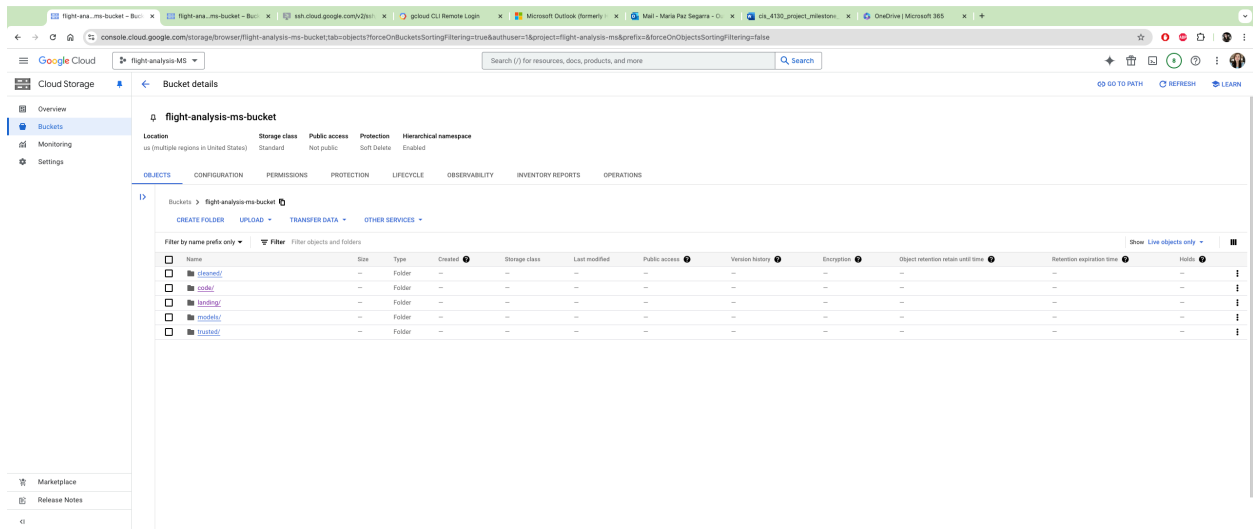 flight-ana…ms-bucket – Buck
flight-ana…ms-bucket – Buck
ssh.cloud.google.com/v2/ssh
gcloud CLI Remote Login
Microsoft Outlook (formerly H
Mail - Maria Paz Segarra - Ou
cis_4130_project_milestone_
OneDrive | Microsoft 365
console.cloud.google.com/storage/browser/flight-analysis-ms-bucket;tab=objects?forceOnBucketsSortingFiltering=true&authuser=1&project=flight-analysis-ms&prefix=&forceOnObjectsSortingFiltering=false
Google Cloud
flight-analysis-MS
Search (/) for resources, docs, products, and more
Search
8
Cloud Storage
Bucket details
GO TO PATH
REFRESH
LEARN
Overview
Buckets
Monitoring
Settings
flight-analysis-ms-bucket
Location Storage class Public access Protection Hierarchical namespace
us (multiple regions in United States) Standard Not public Soft Delete Enabled
OBJECTS CONFIGURATION PERMISSIONS PROTECTION LIFECYCLE OBSERVABILITY INVENTORY REPORTS OPERATIONS
Buckets > flight-analysis-ms-bucket
CREATE FOLDER UPLOAD TRANSFER DATA OTHER SERVICES
Filter by name prefix only Filter Filter objects and folders Show Live objects only
Name Size Type Created Storage class Last modified Public access Version history Encryption Object retention retain until time Retention expiration time Holds
cleaned/ — Folder — — — — — — — — —
code/ — Folder — — — — — — — — —
landing/ — Folder — — — — — — — — —
models/ — Folder — — — — — — — — —
trusted/ — Folder — — — — — — — — —
Marketplace
Release Notes